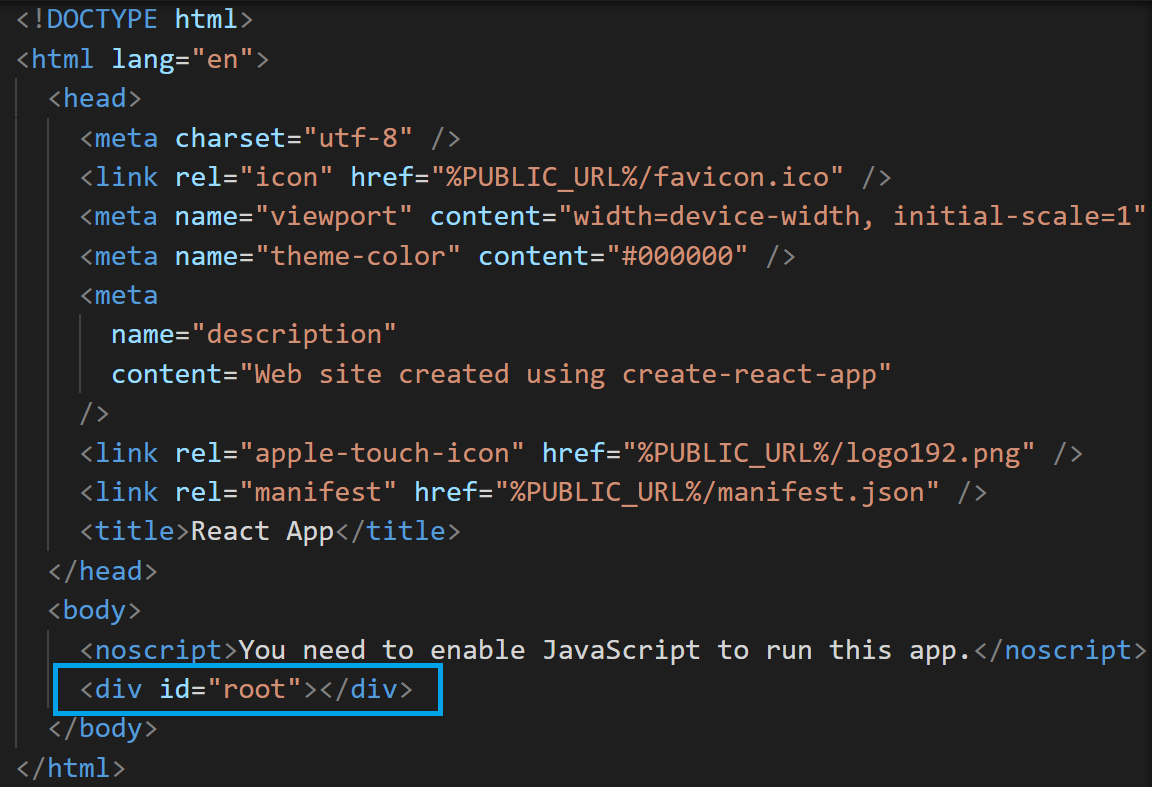 <!DOCTYPE html>
<html lang="en">
<head>
<meta charset="utf-8" />
<link rel="icon" href="%PUBLIC_URL%/favicon.ico" />
<meta name="viewport" content="width=device-width, initial-scale=1"
<meta name="theme-color" content="#000000" />
<meta
name="description"
content="Web site created using create-react-app"
/>
<link rel="apple-touch-icon" href="%PUBLIC_URL%/logo192.png" />
<link rel="manifest" href="%PUBLIC_URL%/manifest.json" />
<title>React App</title>
</head>
<body>
<noscript>You need to enable JavaScript to run this app.</noscript>
<div id="root"></div>
</body>
</html>